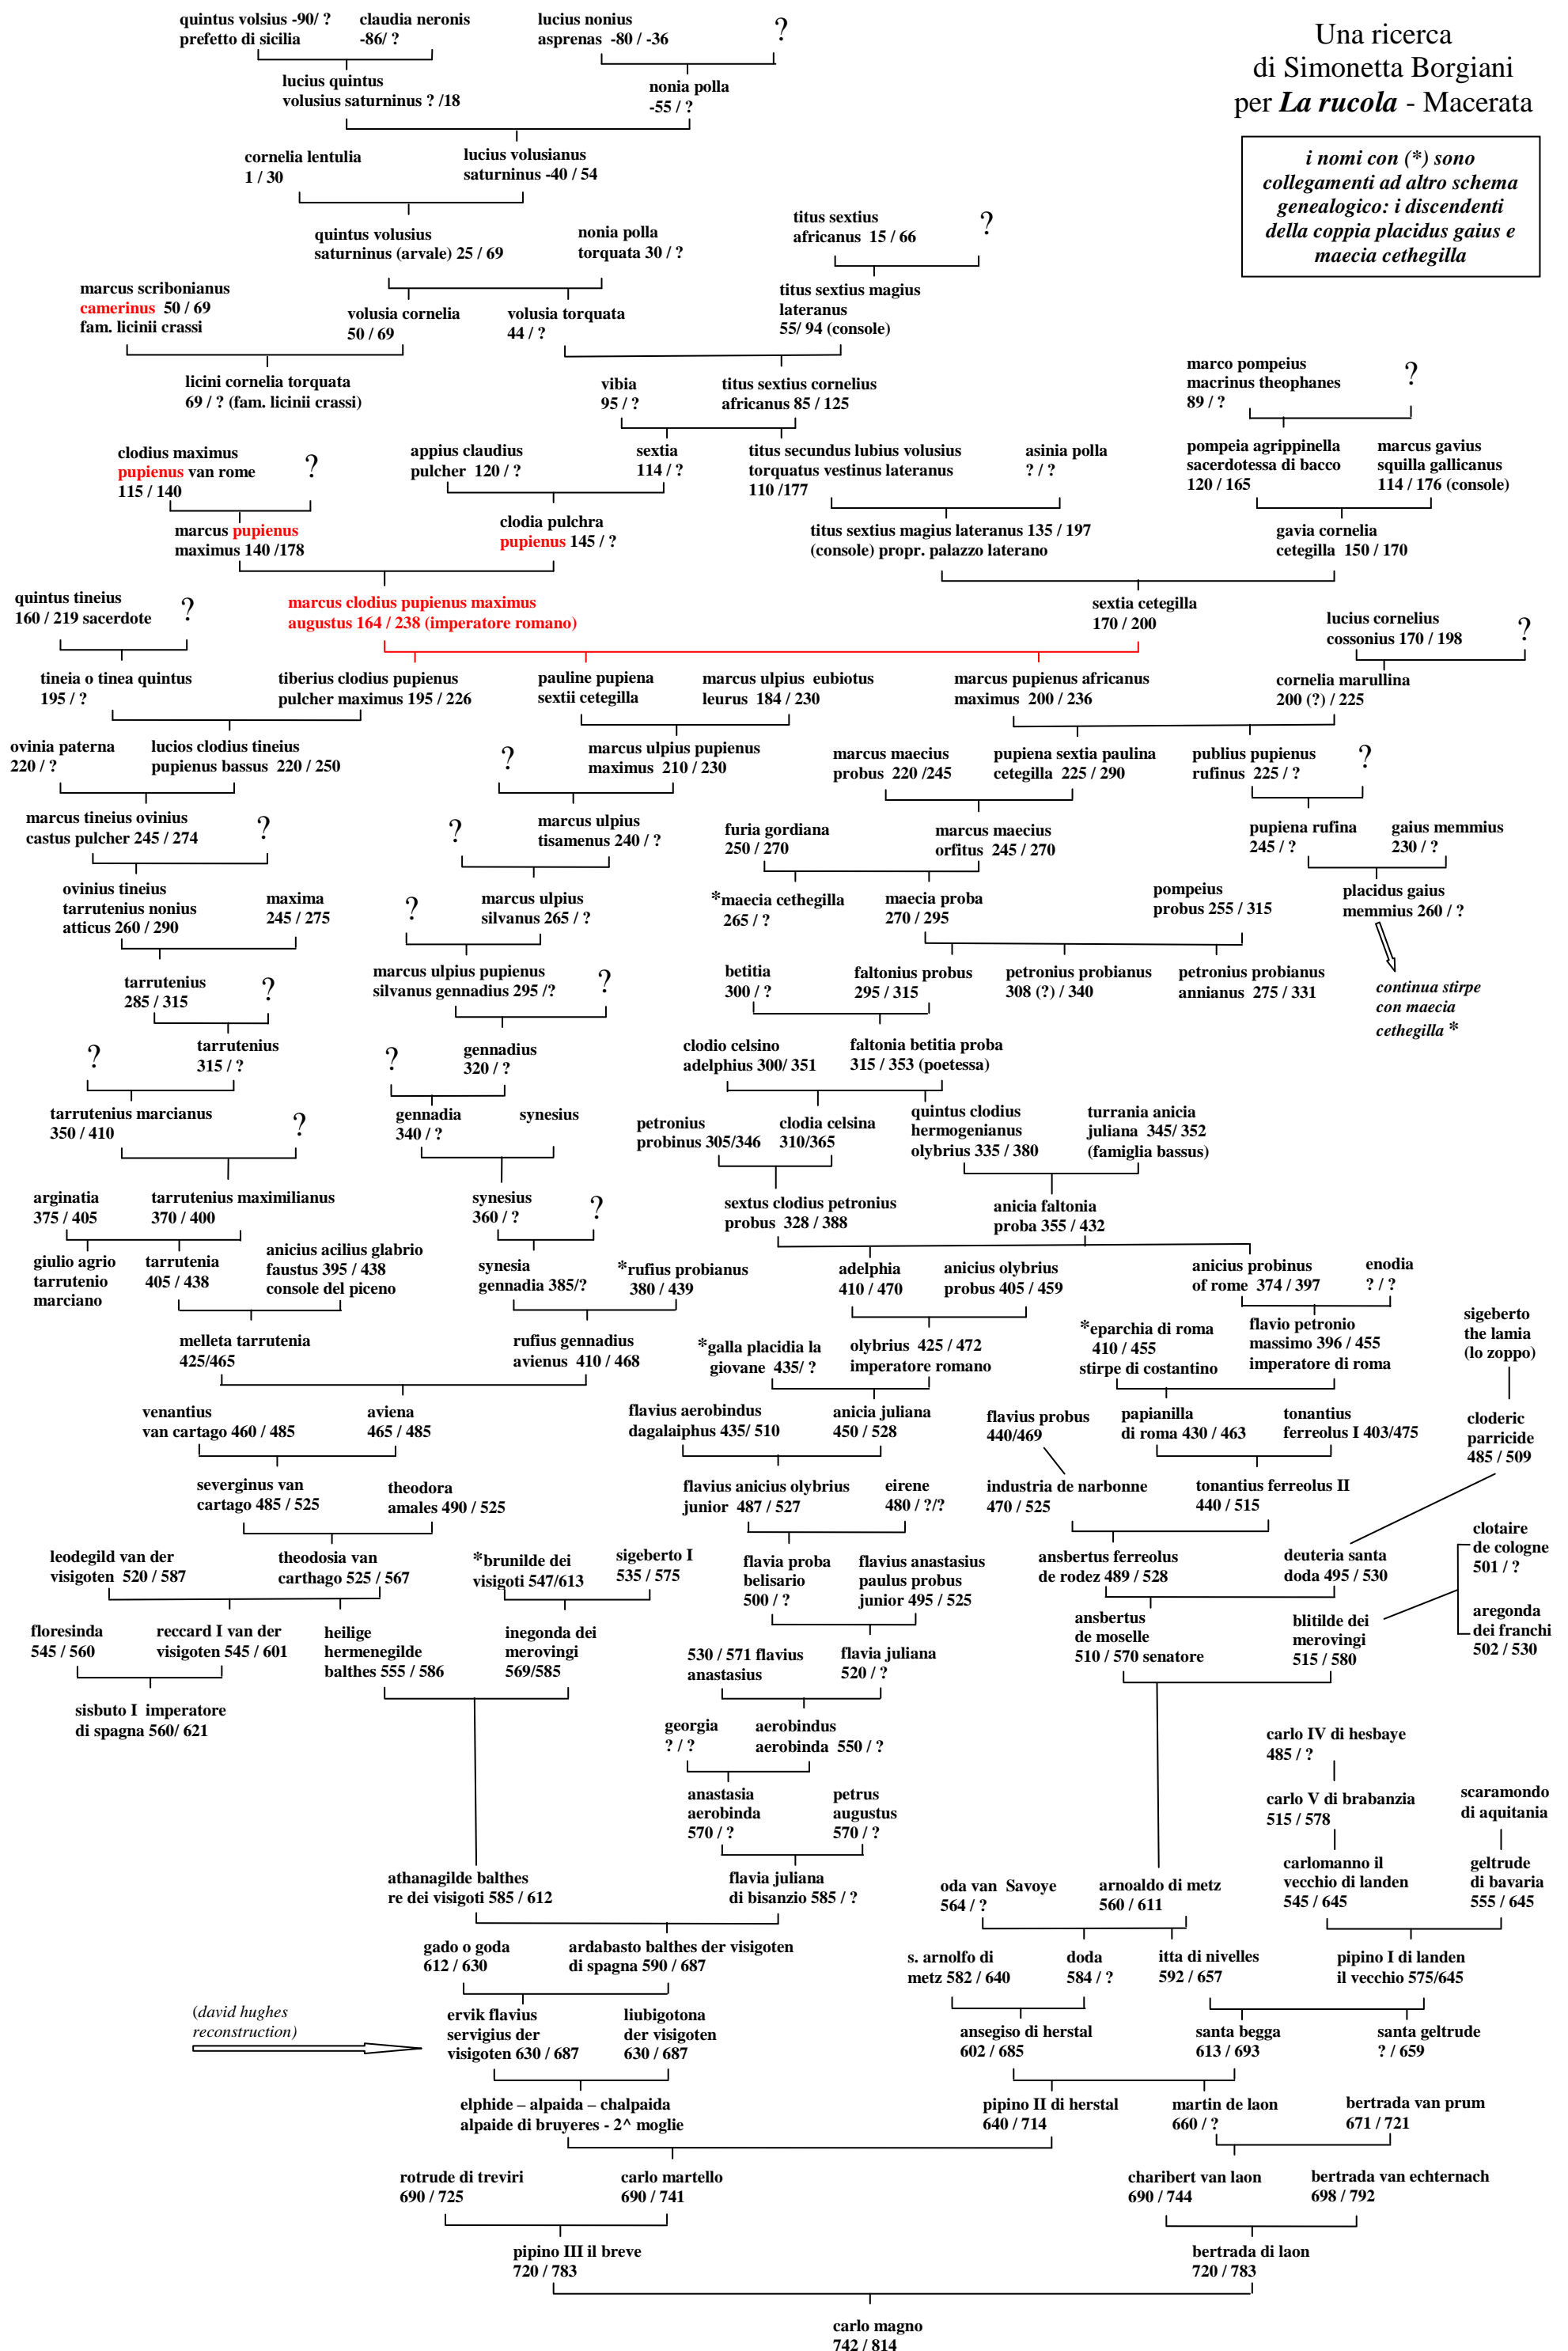 Una ricerca
di Simonetta Borgiani
per La rucola - Macerata
i nomi con (*) sono
collegamenti ad altro schema
genealogico: i discendenti
della coppia placidus gaius e
maecia cethegilla
quintus volsius -90/ ?
prefetto di sicilia
claudia neronis
-86/ ?
lucius nonius
asprenas -80 / -36
?
lucius quintus
volusius saturninus ? /18
nonia polla
-55 / ?
cornelia lentulia
1 / 30
lucius volusianus
saturninus -40 / 54
quintus volusius
saturninus (arvale) 25 / 69
nonia polla
torquata 30 / ?
titus sextius
africanus 15 / 66
?
marcus scribonianus
camerinus 50 / 69
fam. licinii crassi
volusia cornelia
50 / 69
volusia torquata
44 / ?
titus sextius magius
lateranus
55/ 94 (console)
licini cornelia torquata
69 / ? (fam. licinii crassi)
vibia
95 / ?
titus sextius cornelius
africanus 85 / 125
marco pompeius
macrinus theophanes
89 / ?
?
clodius maximus
pupienus van rome
115 / 140
?
appius claudius
pulcher 120 / ?
sextia
114 / ?
titus secundus lubius volusius
torquatus vestinus lateranus
110 /177
asinia polla
? / ?
pompeia agrippinella
sacerdotessa di bacco
120 / 165
marcus gavius
squilla gallicanus
114 / 176 (console)
marcus pupienus
maximus 140 /178
clodia pulchra
pupienus 145 / ?
titus sextius magius lateranus 135 / 197
(console) propr. palazzo laterano
gavia cornelia
cetegilla 150 / 170
quintus tineius
160 / 219 sacerdote
?
marcus clodius pupienus maximus
augustus 164 / 238 (imperatore romano)
sextia cetegilla
170 / 200
lucius cornelius
cossonius 170 / 198
?
tineia o tinea quintus
195 / ?
tiberius clodius pupienus
pulcher maximus 195 / 226
pauline pupiena
sextii cetegilla
marcus ulpius eubiotus
leurus 184 / 230
marcus pupienus africanus
maximus 200 / 236
cornelia marullina
200 (?) / 225
ovinia paterna
220 / ?
lucios clodius tineius
pupienus bassus 220 / 250
?
marcus ulpius pupienus
maximus 210 / 230
marcus maecius
probus 220 /245
pupiena sextia paulina
cetegilla 225 / 290
publius pupienus
rufinus 225 / ?
?
marcus tineius ovinius
castus pulcher 245 / 274
?
?
marcus ulpius
tisamenus 240 / ?
furia gordiana
250 / 270
marcus maecius
orfitus 245 / 270
pupiena rufina
245 / ?
gaius memmius
230 / ?
ovinius tineius
tarrutenius nonius
atticus 260 / 290
maxima
245 / 275
?
marcus ulpius
silvanus 265 / ?
*maecia cethegilla
265 / ?
maecia proba
270 / 295
pompeius
probus 255 / 315
placidus gaius
memmius 260 / ?
tarrutenius
285 / 315
?
marcus ulpius pupienus
silvanus gennadius 295 /?
?
betitia
300 / ?
faltonius probus
295 / 315
petronius probianus
308 (?) / 340
petronius probianus
annianus 275 / 331
continua stirpe
con maecia
cethegilla *
?
tarrutenius
315 / ?
?
gennadius
320 / ?
clodio celsino
adelphius 300/ 351
faltonia betitia proba
315 / 353 (poetessa)
tarrutenius marcianus
350 / 410
?
gennadia
340 / ?
synesius
petronius
probinus 305/346
clodia celsina
310/365
quintus clodius
hermogenianus
olybrius 335 / 380
turrania anicia
juliana 345/ 352
(famiglia bassus)
arginatia
375 / 405
tarrutenius maximilianus
370 / 400
synesius
360 / ?
?
sextus clodius petronius
probus 328 / 388
anicia faltonia
proba 355 / 432
giulio agrio
tarrutenio
marciano
tarrutenia
405 / 438
anicius acilius glabrio
faustus 395 / 438
console del piceno
synesia
gennadia 385/?
*rufius probianus
380 / 439
adelphia
410 / 470
anicius olybrius
probus 405 / 459
anicius probinus
of rome 374 / 397
enodia
? / ?
melleta tarrutenia
425/465
rufius gennadius
avienus 410 / 468
*galla placidia la
giovane 435/ ?
olybrius 425 / 472
imperatore romano
*eparchia di roma
410 / 455
stirpe di costantino
flavio petronio
massimo 396 / 455
imperatore di roma
sigeberto
the lamia
(lo zoppo)
venantius
van cartago 460 / 485
aviena
465 / 485
flavius aerobindus
dagalaiphus 435/ 510
anicia juliana
450 / 528
flavius probus
440/469
papianilla
di roma 430 / 463
tonantius
ferreolus I 403/475
cloderic
parricide
485 / 509
severginus van
cartago 485 / 525
theodora
amales 490 / 525
flavius anicius olybrius
junior 487 / 527
eirene
480 / ?/?
industria de narbonne
470 / 525
tonantius ferreolus II
440 / 515
leodegild van der
visigoten 520 / 587
theodosia van
carthago 525 / 567
*brunilde dei
visigoti 547/613
sigeberto I
535 / 575
flavia proba
belisario
500 / ?
flavius anastasius
paulus probus
junior 495 / 525
ansbertus ferreolus
de rodez 489 / 528
deuteria santa
doda 495 / 530
clotaire
de cologne
501 / ?
floresinda
545 / 560
reccard I van der
visigoten 545 / 601
heilige
hermenegilde
balthes 555 / 586
inegonda dei
merovingi
569/585
530 / 571 flavius
anastasius
flavia juliana
520 / ?
ansbertus
de moselle
510 / 570 senatore
blitilde dei
merovingi
515 / 580
aregonda
dei franchi
502 / 530
sisbuto I imperatore
di spagna 560/ 621
georgia
? / ?
aerobindus
aerobinda 550 / ?
carlo IV di hesbaye
485 / ?
anastasia
aerobinda
570 / ?
petrus
augustus
570 / ?
carlo V di brabanzia
515 / 578
scaramondo
di aquitania
athanagilde balthes
re dei visigoti 585 / 612
flavia juliana
di bisanzio 585 / ?
oda van Savoye
564 / ?
arnoaldo di metz
560 / 611
carlomanno il
vecchio di landen
545 / 645
geltrude
di bavaria
555 / 645
gado o goda
612 / 630
ardabasto balthes der visigoten
di spagna 590 / 687
s. arnolfo di
metz 582 / 640
doda
584 / ?
itta di nivelles
592 / 657
pipino I di landen
il vecchio 575/645
(david hughes
reconstruction)
ervik flavius
servigius der
visigoten 630 / 687
liubigotona
der visigoten
630 / 687
ansegiso di herstal
602 / 685
santa begga
613 / 693
santa geltrude
? / 659
elphide – alpaida – chalpaida
alpaide di bruyeres - 2^ moglie
pipino II di herstal
640 / 714
martin de laon
660 / ?
bertrada van prum
671 / 721
rotrude di treviri
690 / 725
carlo martello
690 / 741
charibert van laon
690 / 744
bertrada van echternach
698 / 792
pipino III il breve
720 / 783
bertrada di laon
720 / 783
carlo magno
742 / 814